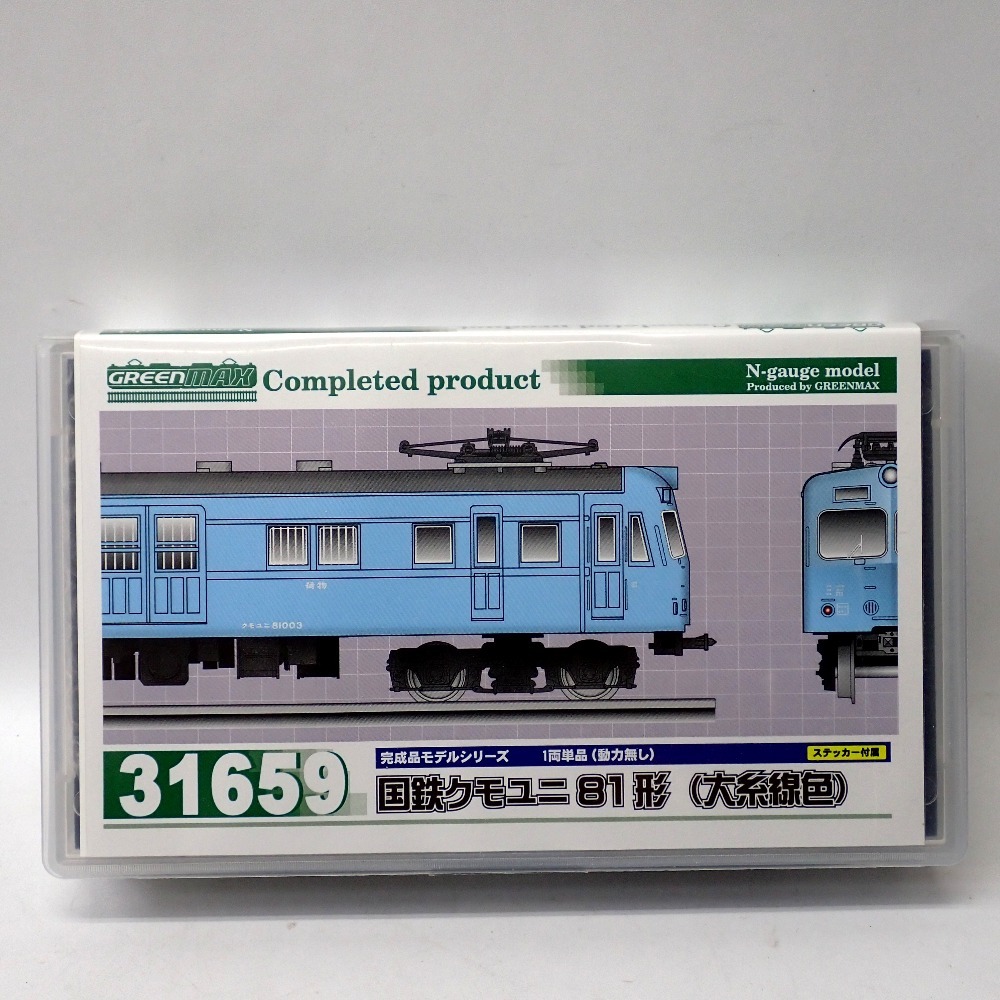 GREENMAX Completed product
N-gauge model
Produced by GREENMAX
荷物
クモユニ81003
31659
完成品モデルシリーズ 1両単品（動力無し）
ステッカー付属
国鉄クモユニ81形（大糸線色）